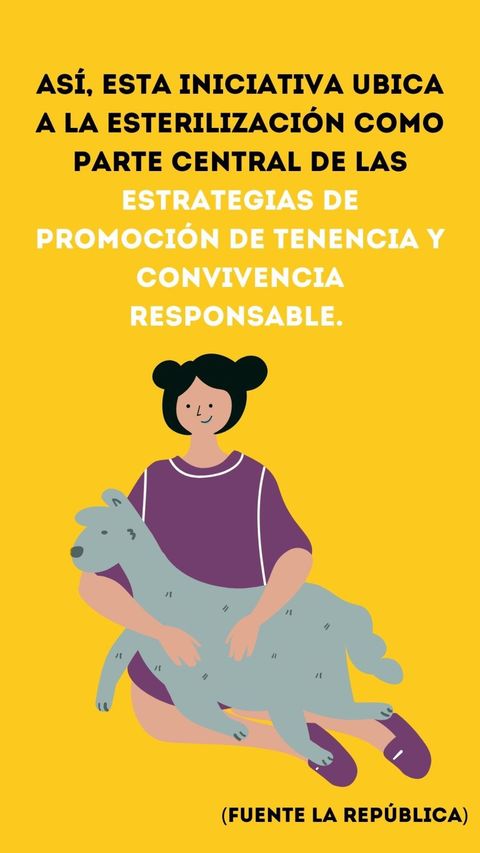 ASÍ, ESTA INICIATIVA UBICA
A LA ESTERILIZACIÓN COMO
PARTE CENTRAL DE LAS
ESTRATEGIAS DE
PROMOCIÓN DE TENENCIA Y
CONVIVENCIA
RESPONSABLE.
(FUENTE LA REPÚBLICA)